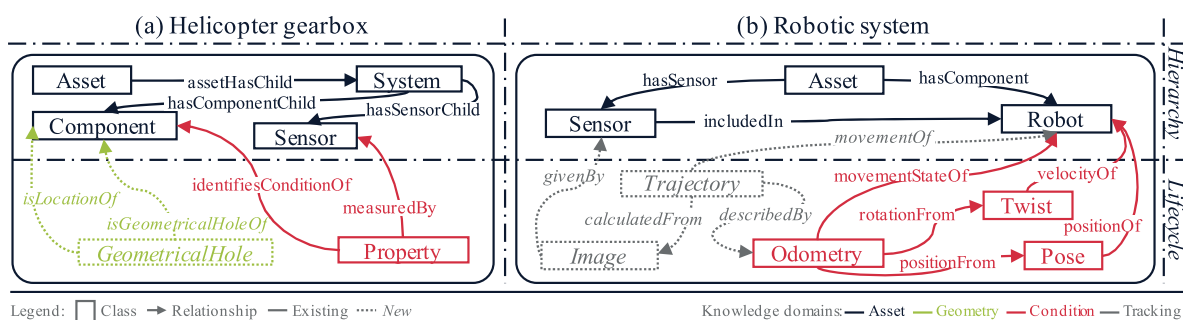 (a) Helicopter gearbox
(b) Robotic system
Asset
assetHasChild
System
hasComponentChild
hasSensorChild
Component
Sensor
identifiesConditionOf
isLocationOf
isGeometricalHoleOf
measuredBy
GeometricalHole
Property
hasSensor
Asset
hasComponent
Sensor
includedIn
Robot
movementOf
givenBy
Trajectory
movementStateOf
velocityOf
calculatedFrom
describedBy
rotationFrom
Twist
positionOf
Image
Odometry
positionFrom
Pose
Hierarchy
Lifecycle
Legend: Class Relationship Existing New
Knowledge domains: Asset Geometry Condition Tracking